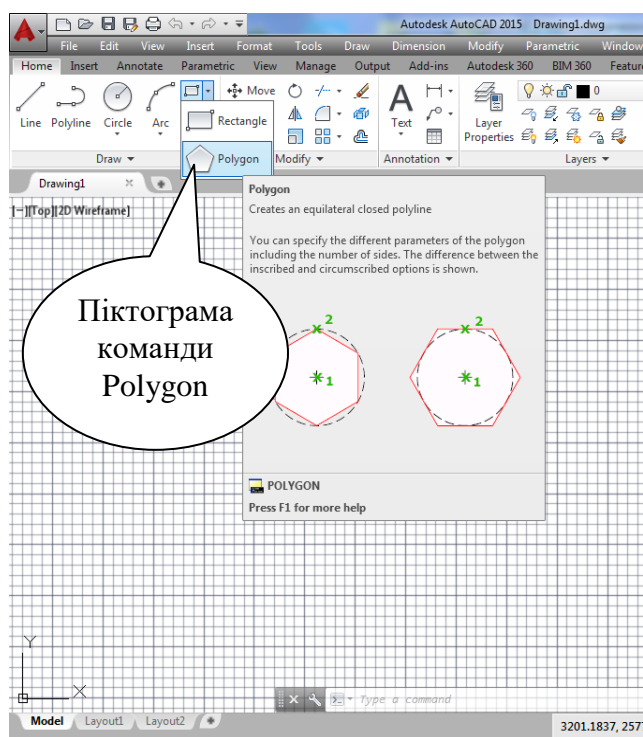 Autodesk AutoCAD 2015 Drawing1.dwg
File Edit View Insert Format Tools Draw Dimension Modify Parametric Window
Home Insert Annotate Parametric View Manage Output Add-ins Autodesk 360 BIM 360 Feature
Line Polyline Circle Arc
Rectangle
Polygon
Move
Text
Layer
Properties
0
Draw Modify Annotation Layers
Drawing1
[−][Top][2D Wireframe]
Polygon
Creates an equilateral closed polyline
You can specify the different parameters of the polygon
including the number of sides. The difference between the
inscribed and circumscribed options is shown.
2
1
2
1
Піктограма
команди
Polygon
POLYGON
Press F1 for more help
Y
X
Type a command
Model Layout1 Layout2
3201.1837, 257